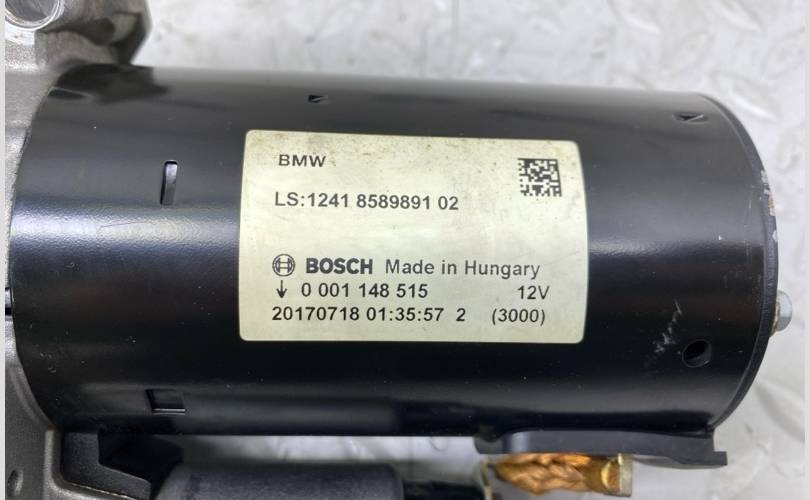 BMW
LS:1241 8589891 02
BOSCH Made in Hungary
↓ 0 001 148 515 12V
20170718 01:35:57 2 (3000)